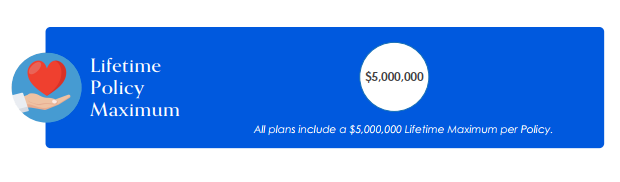 Lifetime
Policy
Maximum
$5,000,000
All plans include a $5,000,000 Lifetime Maximum per Policy.